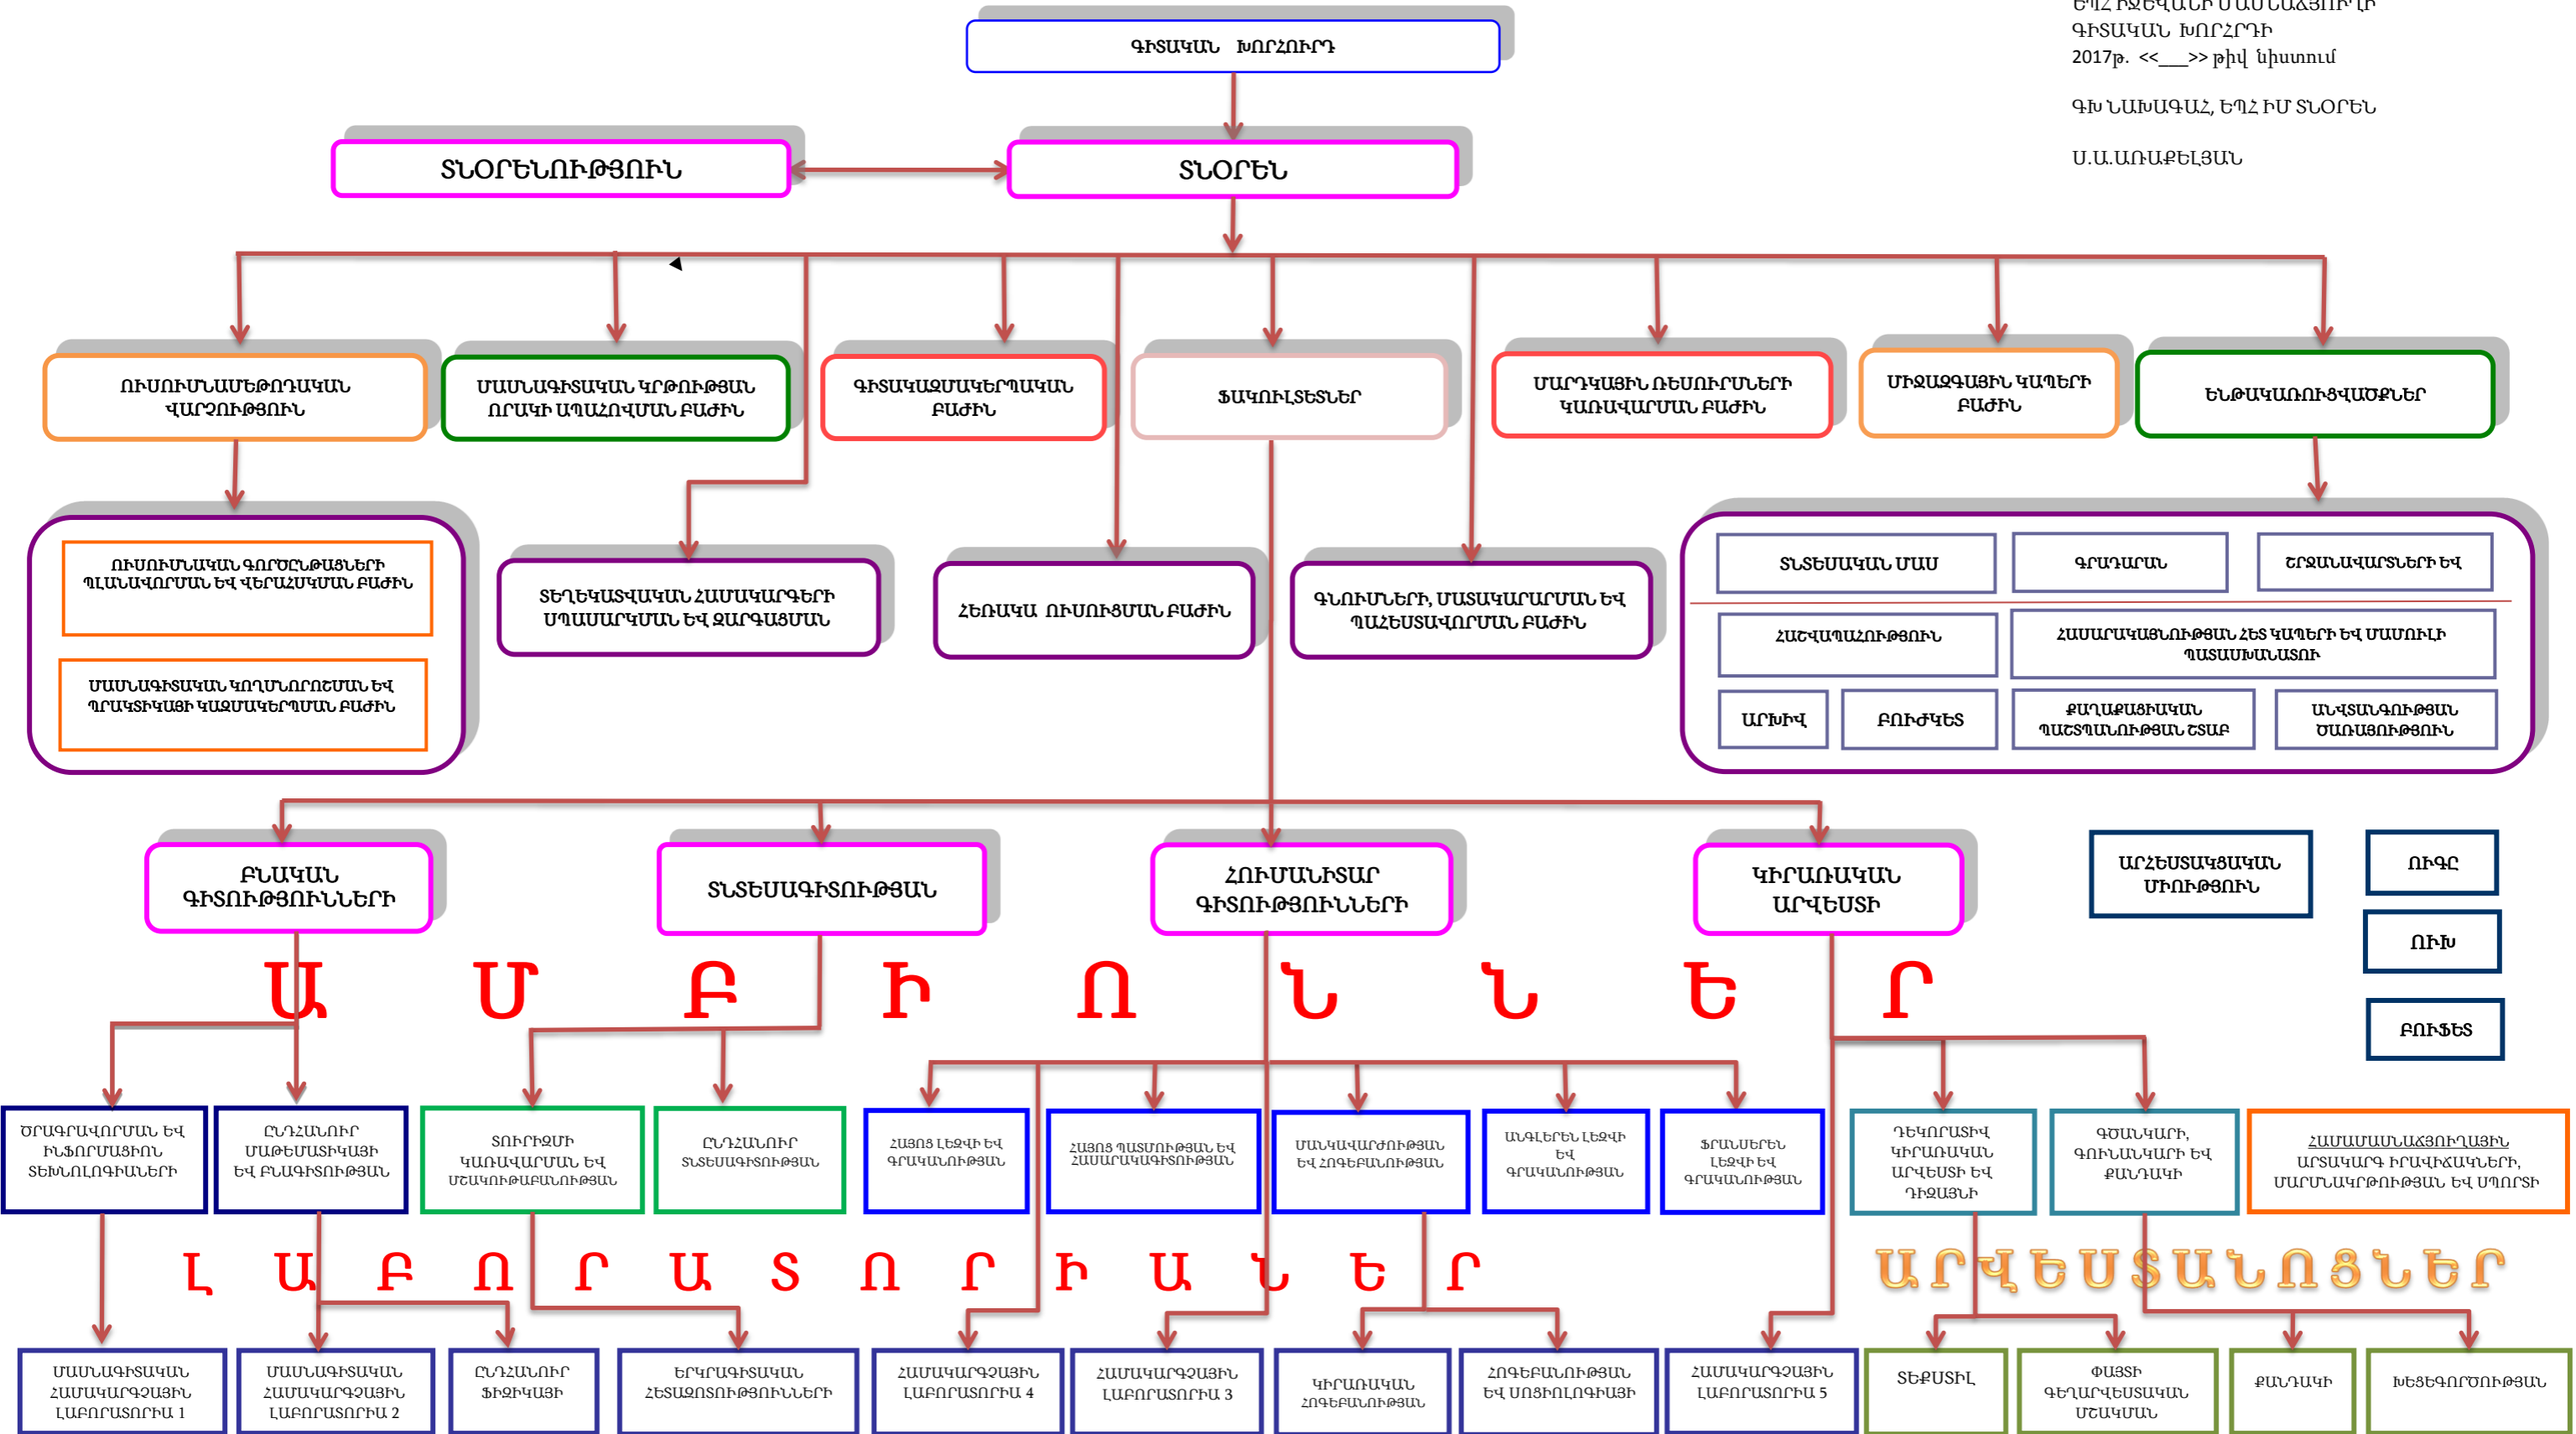 ԵՊՀ ԻՋԵՎԱՆԻ ՄԱՍՆԱՃՅՈՒՂԻ
ԳԻՏԱԿԱՆ ԽՈՐՀՐԴԻ
2017թ. <<___>> թիվ նիստում
ԳԽ ՆԱԽԱԳԱՀ, ԵՊՀ ԻՄ ՏՆՕՐԵՆ
Ս.Ա.ԱՌԱՔԵԼՅԱՆ
ԳԻՏԱԿԱՆ ԽՈՐՀՈՒՐԴ
ՏՆՕՐԵՆՈՒԹՅՈՒՆ
ՏՆՕՐԵՆ
ՈՒՍՈՒՄՆԱՄԵԹՈԴԱԿԱՆ
ՎԱՐՉՈՒԹՅՈՒՆ
ՄԱՍՆԱԳԻՏԱԿԱՆ ԿՐԹՈՒԹՅԱՆ
ՈՐԱԿԻ ԱՊԱՀՈՎՄԱՆ ԲԱԺԻՆ
ԳԻՏԱԿԱԶՄԱԿԵՐՊԱԿԱՆ
ԲԱԺԻՆ
ՖԱԿՈՒԼՏԵՏՆԵՐ
ՄԱՐԴԿԱՅԻՆ ՌԵՍՈՒՐՍՆԵՐԻ
ԿԱՌԱՎԱՐՄԱՆ ԲԱԺԻՆ
ՄԻՋԱԶԳԱՅԻՆ ԿԱՊԵՐԻ
ԲԱԺԻՆ
ԵՆԹԱԿԱՌՈՒՑՎԱԾՔՆԵՐ
ՈՒՍՈՒՄՆԱԿԱՆ ԳՈՐԾԸՆԹԱՑՆԵՐԻ
ՊԼԱՆԱՎՈՐՄԱՆ ԵՎ ՎԵՐԱՀՍԿՄԱՆ ԲԱԺԻՆ
ՄԱՍՆԱԳԻՏԱԿԱՆ ԿՈՂՄՆՈՐՈՇՄԱՆ ԵՎ
ՊՐԱԿՏԻԿԱՅԻ ԿԱԶՄԱԿԵՐՊՄԱՆ ԲԱԺԻՆ
ՏԵՂԵԿԱՏՎԱԿԱՆ ՀԱՄԱԿԱՐԳԵՐԻ
ՍՊԱՍԱՐԿՄԱՆ ԵՎ ԶԱՐԳԱՑՄԱՆ
ՀԵՌԱԿԱ ՈՒՍՈՒՑՄԱՆ ԲԱԺԻՆ
ԳՆՈՒՄՆԵՐԻ, ՄԱՏԱԿԱՐԱՐՄԱՆ ԵՎ
ՊԱՀԵՍՏԱՎՈՐՄԱՆ ԲԱԺԻՆ
ՏՆՏԵՍԱԿԱՆ ՄԱՍ
ԳՐԱԴԱՐԱՆ
ՇՐՋԱՆԱՎԱՐՏՆԵՐԻ ԵՎ
ՀԱՇՎԱՊԱՀՈՒԹՅՈՒՆ
ՀԱՍԱՐԱԿԱՅՆՈՒԹՅԱՆ ՀԵՏ ԿԱՊԵՐԻ ԵՎ ՄԱՄՈՒԼԻ
ՊԱՏԱՍԽԱՆԱՏՈՒ
ԱՐԽԻՎ
ԲՈՒԺԿԵՏ
ՔԱՂԱՔԱՑԻԱԿԱՆ
ՊԱՇՏՊԱՆՈՒԹՅԱՆ ՇՏԱԲ
ԱՆՎՏԱՆԳՈՒԹՅԱՆ
ԾԱՌԱՅՈՒԹՅՈՒՆ
ԲՆԱԿԱՆ
ԳԻՏՈՒԹՅՈՒՆՆԵՐԻ
ՏՆՏԵՍԱԳԻՏՈՒԹՅԱՆ
ՀՈՒՄԱՆԻՏԱՐ
ԳԻՏՈՒԹՅՈՒՆՆԵՐԻ
ԿԻՐԱՌԱԿԱՆ
ԱՐՎԵՍՏԻ
ԱՐՀԵՍՏԱԿՑԱԿԱՆ
ՄԻՈՒԹՅՈՒՆ
ՈՒԳԸ
ՈՒԽ
ԲՈՒՖԵՏ
Ա Մ Բ Ի Ո Ն Ն Ե Ր
ԾՐԱԳՐԱՎՈՐՄԱՆ ԵՎ
ԻՆՖՈՐՄԱՑԻՈՆ
ՏԵԽՆՈԼՈԳԻԱՆԵՐԻ
ԸՆԴՀԱՆՈՒՐ
ՄԱԹԵՄԱՏԻԿԱՅԻ
ԵՎ ԲՆԱԳԻՏՈՒԹՅԱՆ
ՏՈՒՐԻԶՄԻ
ԿԱՌԱՎԱՐՄԱՆ ԵՎ
ՄՇԱԿՈՒԹԱԲԱՆՈՒԹՅԱՆ
ԸՆԴՀԱՆՈՒՐ
ՏՆՏԵՍԱԳԻՏՈՒԹՅԱՆ
ՀԱՅՈՑ ԼԵԶՎԻ ԵՎ
ԳՐԱԿԱՆՈՒԹՅԱՆ
ՀԱՅՈՑ ՊԱՏՄՈՒԹՅԱՆ ԵՎ
ՀԱՍԱՐԱԿԱԳԻՏՈՒԹՅԱՆ
ՄԱՆԿԱՎԱՐԺՈՒԹՅԱՆ
ԵՎ ՀՈԳԵԲԱՆՈՒԹՅԱՆ
ԱՆԳԼԵՐԵՆ ԼԵԶՎԻ
ԵՎ
ԳՐԱԿԱՆՈՒԹՅԱՆ
ՖՐԱՆՍԵՐԵՆ
ԼԵԶՎԻ ԵՎ
ԳՐԱԿԱՆՈՒԹՅԱՆ
ԴԵԿՈՐԱՏԻՎ
ԿԻՐԱՌԱԿԱՆ
ԱՐՎԵՍՏԻ ԵՎ
ԴԻԶԱՅՆԻ
ԳԾԱՆԿԱՐԻ,
ԳՈՒՆԱՆԿԱՐԻ ԵՎ
ՔԱՆԴԱԿԻ
ՀԱՄԱՄԱՍՆԱՃՅՈՒՂԱՅԻՆ
ԱՐՏԱԿԱՐԳ ԻՐԱՎԻՃԱԿՆԵՐԻ,
ՄԱՐՄՆԱԿՐԹՈՒԹՅԱՆ ԵՎ ՍՊՈՐՏԻ
Լ Ա Բ Ո Ր Ա Տ Ո Ր Ի Ա Ն Ե Ր
ԱՐՎԵՍՏԱՆՈՑՆԵՐ
ՄԱՍՆԱԳԻՏԱԿԱՆ
ՀԱՄԱԿԱՐԳՉԱՅԻՆ
ԼԱԲՈՐԱՏՈՐԻԱ 1
ՄԱՍՆԱԳԻՏԱԿԱՆ
ՀԱՄԱԿԱՐԳՉԱՅԻՆ
ԼԱԲՈՐԱՏՈՐԻԱ 2
ԸՆԴՀԱՆՈՒՐ
ՖԻԶԻԿԱՅԻ
ԵՐԿՐԱԳԻՏԱԿԱՆ
ՀԵՏԱԶՈՏՈՒԹՅՈՒՆՆԵՐԻ
ՀԱՄԱԿԱՐԳՉԱՅԻՆ
ԼԱԲՈՐԱՏՈՐԻԱ 4
ՀԱՄԱԿԱՐԳՉԱՅԻՆ
ԼԱԲՈՐԱՏՈՐԻԱ 3
ԿԻՐԱՌԱԿԱՆ
ՀՈԳԵԲԱՆՈՒԹՅԱՆ
ՀՈԳԵԲԱՆՈՒԹՅԱՆ
ԵՎ ՍՈՑԻՈԼՈԳԻԱՅԻ
ՀԱՄԱԿԱՐԳՉԱՅԻՆ
ԼԱԲՈՐԱՏՈՐԻԱ 5
ՏԵՔՍՏԻԼ
ՓԱՅՏԻ
ԳԵՂԱՐՎԵՍՏԱԿԱՆ
ՄՇԱԿՄԱՆ
ՔԱՆԴԱԿԻ
ԽԵՑԵԳՈՐԾՈՒԹՅԱՆ